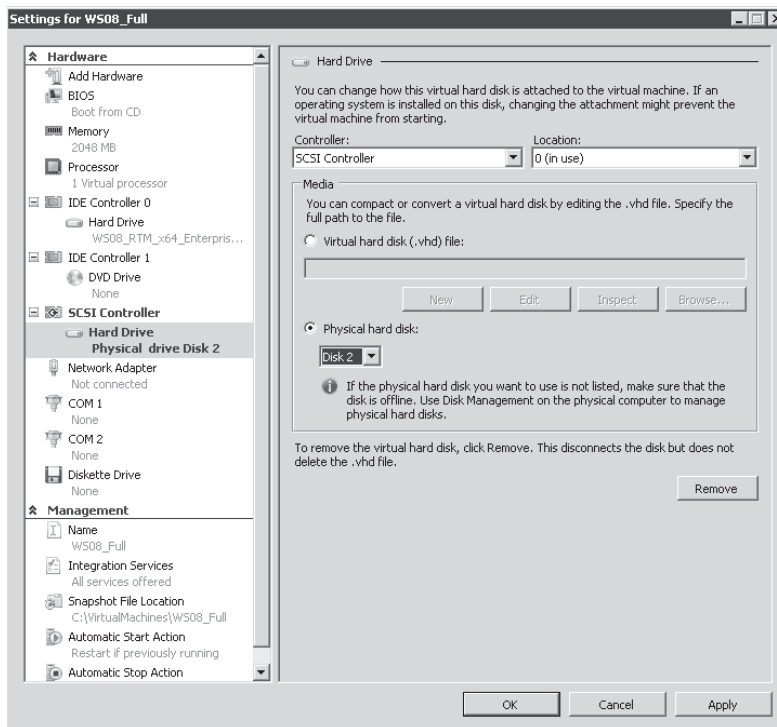 Settings for WS08_Full
Hardware
Add Hardware
BIOS
Boot from CD
Memory
2048 MB
Processor
1 Virtual processor
IDE Controller 0
Hard Drive
WS08_RTM_x64_Enterpris...
IDE Controller 1
DVD Drive
None
SCSI Controller
Hard Drive
Physical drive Disk 2
Network Adapter
Not connected
COM 1
None
COM 2
None
Diskette Drive
None
Management
Name
WS08_Full
Integration Services
All services offered
Snapshot File Location
C:\VirtualMachines\WS08_Full
Automatic Start Action
Restart if previously running
Automatic Stop Action
Hard Drive
You can change how this virtual hard disk is attached to the virtual machine. If an
operating system is installed on this disk, changing the attachment might prevent the
virtual machine from starting.
Controller: Location:
SCSI Controller 0 (in use)
Media
You can compact or convert a virtual hard disk by editing the .vhd file. Specify the
full path to the file.
Virtual hard disk (.vhd) file:
New Edit Inspect Browse...
Physical hard disk:
Disk 2
If the physical hard disk you want to use is not listed, make sure that the
disk is offline. Use Disk Management on the physical computer to manage
physical hard disks.
To remove the virtual hard disk, click Remove. This disconnects the disk but does not
delete the .vhd file.
Remove
OK Cancel Apply